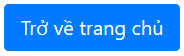 Trở về trang chủ